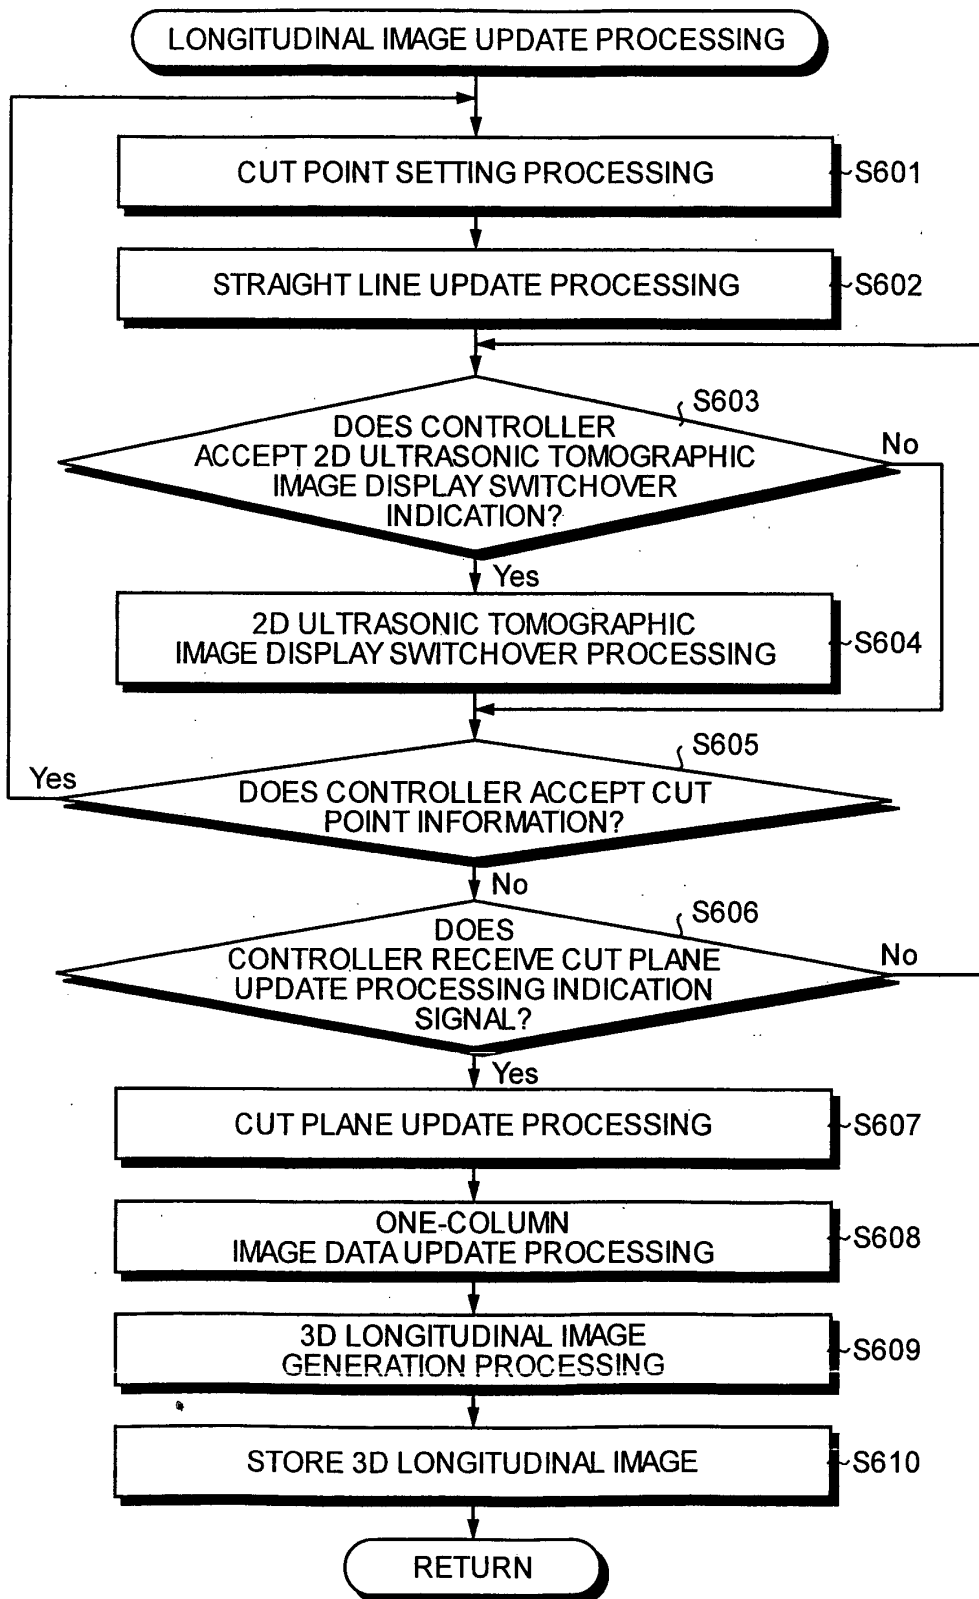 LONGITUDINAL IMAGE UPDATE PROCESSING
CUT POINT SETTING PROCESSING
S601
STRAIGHT LINE UPDATE PROCESSING
S602
S603
DOES CONTROLLER
ACCEPT 2D ULTRASONIC TOMOGRAPHIC
IMAGE DISPLAY SWITCHOVER
INDICATION?
No
Yes
2D ULTRASONIC TOMOGRAPHIC
IMAGE DISPLAY SWITCHOVER PROCESSING
S604
S605
Yes
DOES CONTROLLER ACCEPT CUT
POINT INFORMATION?
No
S606
DOES
CONTROLLER RECEIVE CUT PLANE
UPDATE PROCESSING INDICATION
SIGNAL?
No
Yes
CUT PLANE UPDATE PROCESSING
S607
ONE-COLUMN
IMAGE DATA UPDATE PROCESSING
S608
3D LONGITUDINAL IMAGE
GENERATION PROCESSING
S609
STORE 3D LONGITUDINAL IMAGE
S610
RETURN